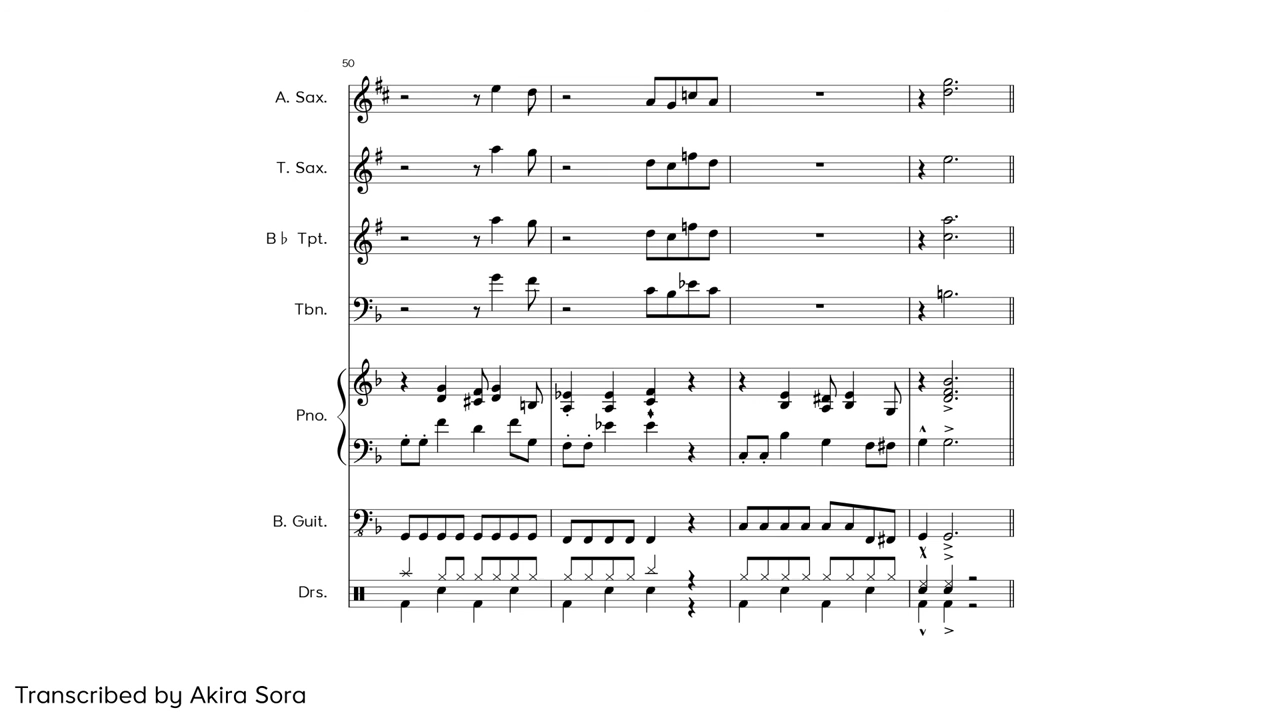 50
A. Sax.
T. Sax.
B♭ Tpt.
Tbn.
Pno.
B. Guit.
Drs.
Transcribed by Akira Sora